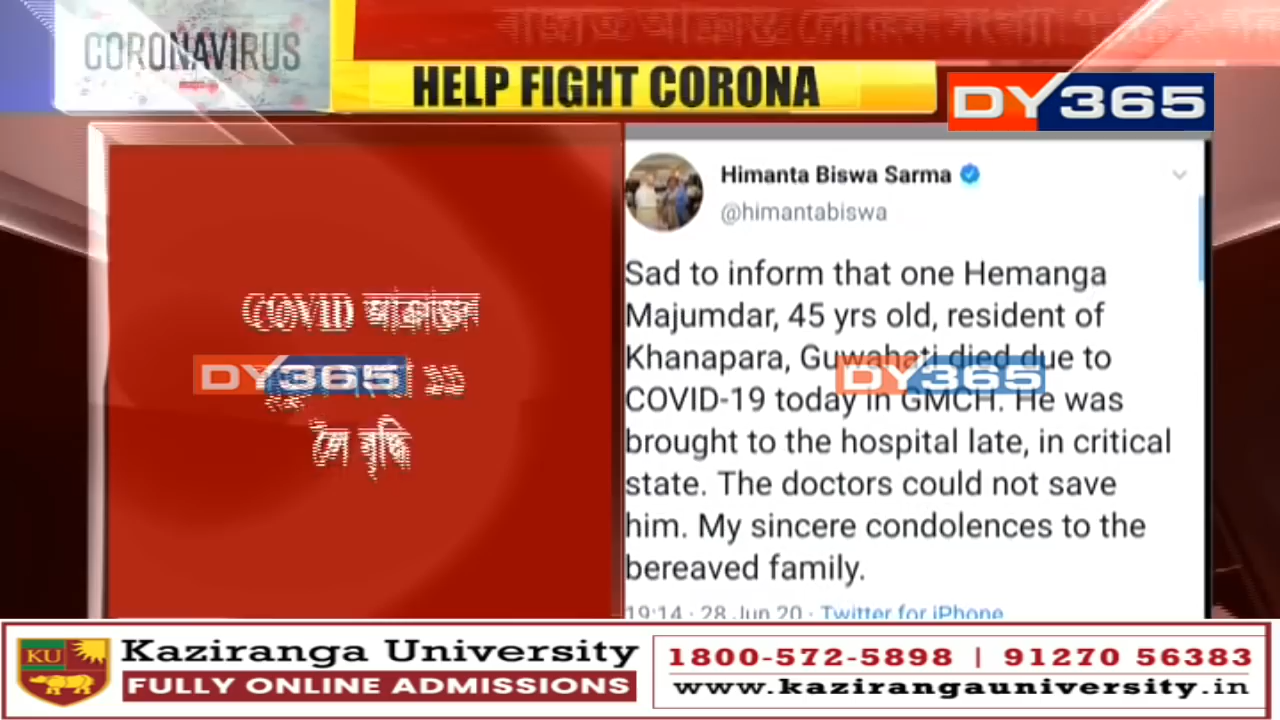 CORONAVIRUS
HELP FIGHT CORONA
DY365
COVID আক্ৰান্তৰ
DY365 ১১
লৈ বৃদ্ধি
Himanta Biswa Sarma
@himantabiswa
Sad to inform that one Hemanga
Majumdar, 45 yrs old, resident of
Khanapara, Guwahati died due to
DY365
COVID-19 today in GMCH. He was
brought to the hospital late, in critical
state. The doctors could not save
him. My sincere condolences to the
bereaved family.
19:14 · 28 Jun 20 · Twitter for iPhone
KU
Kaziranga University
FULLY ONLINE ADMISSIONS
1800-572-5898 | 91270 56383
www.kazirangauniversity.in